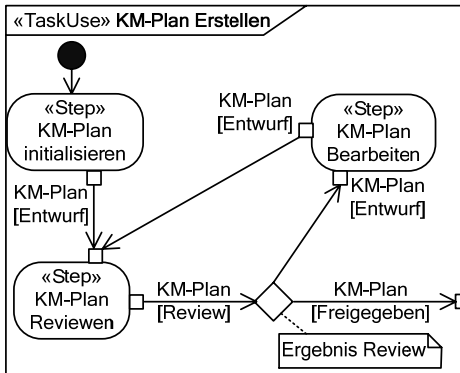 «TaskUse» KM-Plan Erstellen
«Step»
KM-Plan
initialisieren
KM-Plan
[Entwurf]
KM-Plan
[Entwurf]
«Step»
KM-Plan
Bearbeiten
KM-Plan
[Entwurf]
«Step»
KM-Plan
Reviewen
KM-Plan
[Review]
KM-Plan
[Freigegeben]
Ergebnis Review